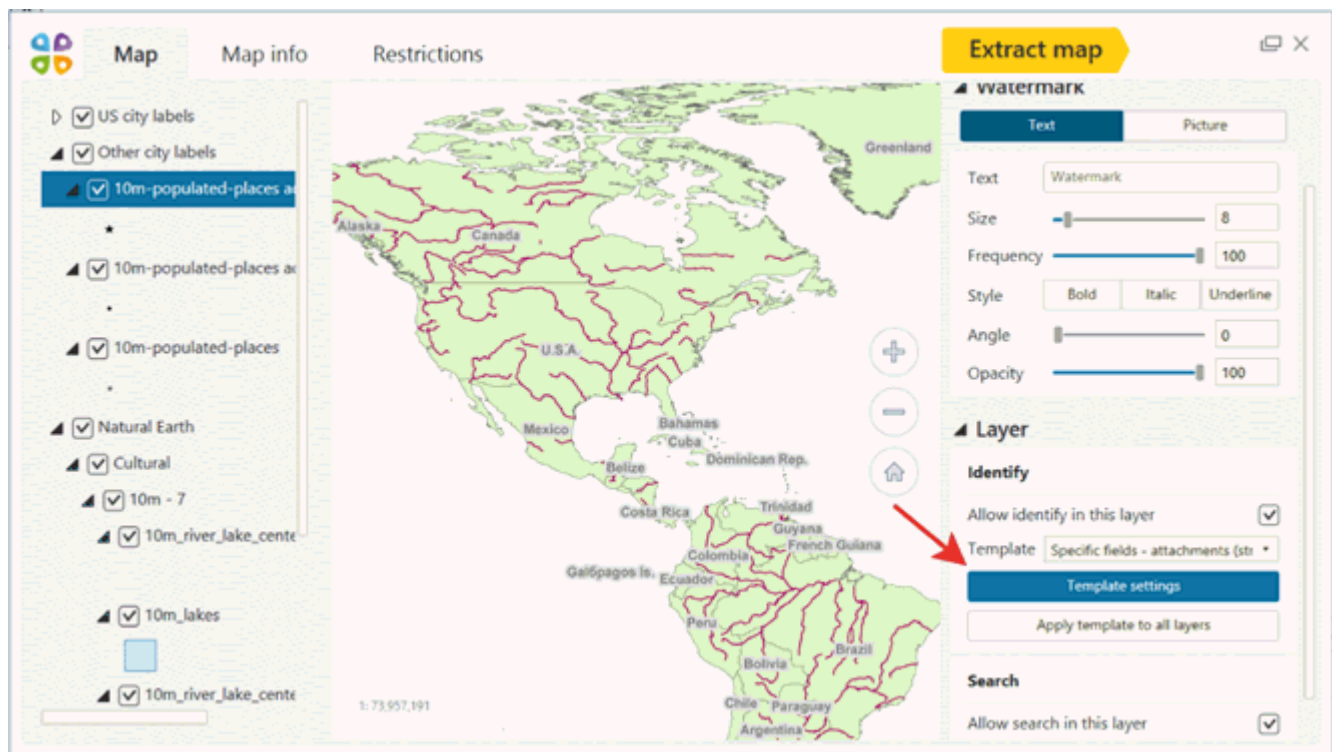 Map Map info Restrictions Extract map
US city labels
Other city labels
10m-populated-places
10m-populated-places
10m-populated-places
Natural Earth
Cultural
10m - 7
10m_river_lake_cente
10m_lakes
10m_river_lake_cente
Greenland
Alaska
Canada
U.S.A.
Mexico
Bahamas
Cuba
Dominican Rep.
Belize
Costa Rica
Trinidad
Guyana
French Guiana
Colombia
Galőpagos Is.
Ecuador
Peru
Brazil
Bolivia
Chile
Paraguay
Argentina
1: 73,957,191
Watermark
Text Picture
Text Watermark
Size 8
Frequency 100
Style Bold Italic Underline
Angle 0
Opacity 100
Layer
Identify
Allow identify in this layer
Template Specific fields - attachments (str
Template settings
Apply template to all layers
Search
Allow search in this layer